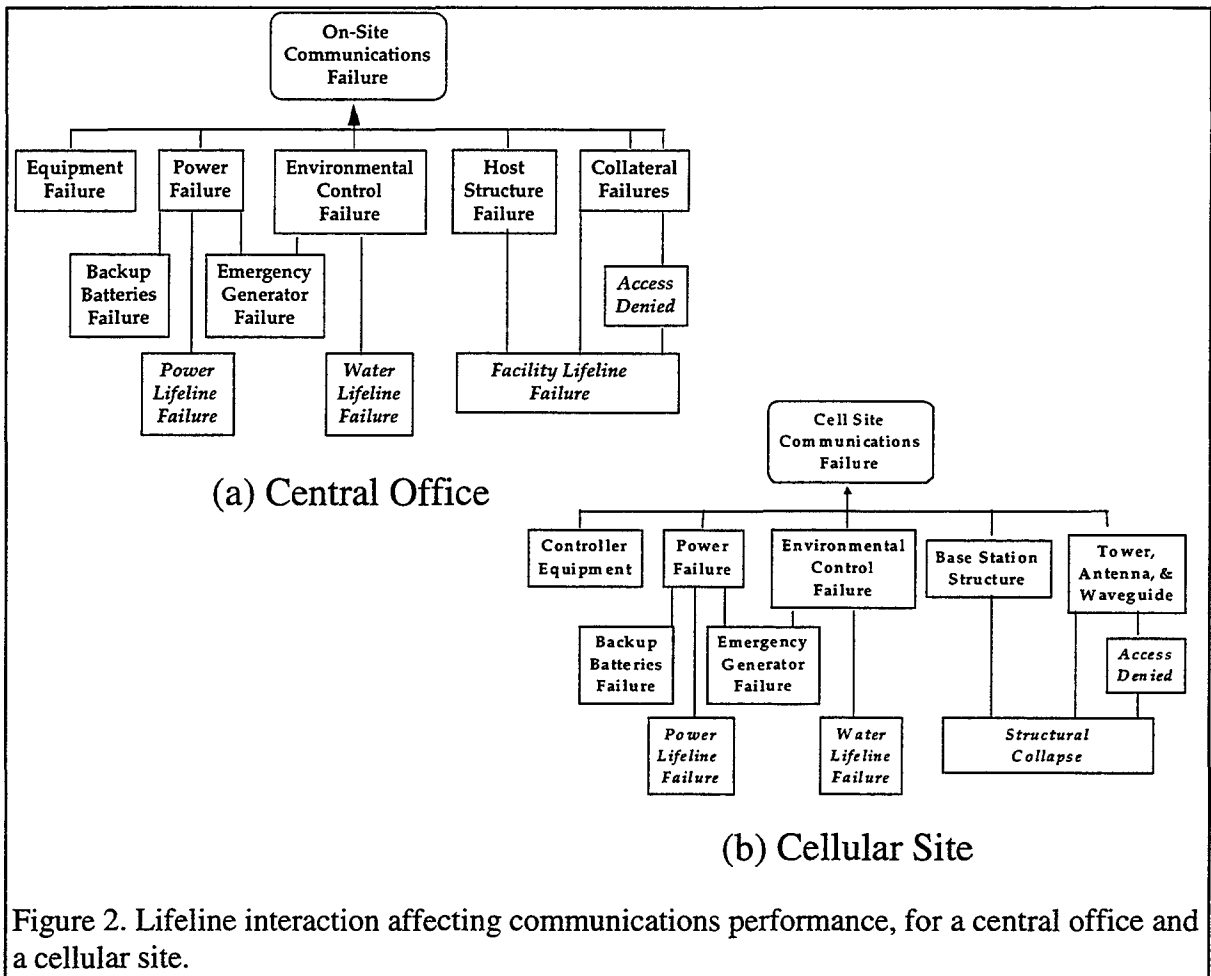 On-Site
Communications
Failure
Equipment
Failure
Power
Failure
Environmental
Control
Failure
Host
Structure
Failure
Collateral
Failures
Backup
Batteries
Failure
Emergency
Generator
Failure
Access
Denied
Power
Lifeline
Failure
Water
Lifeline
Failure
Facility Lifeline
Failure
(a) Central Office
Cell Site
Communications
Failure
Controller
Equipment
Power
Failure
Environmental
Control
Failure
Base Station
Structure
Tower,
Antenna, &
Waveguide
Backup
Batteries
Failure
Emergency
Generator
Failure
Access
Denied
Power
Lifeline
Failure
Water
Lifeline
Failure
Structural
Collapse
(b) Cellular Site
Figure 2. Lifeline interaction affecting communications performance, for a central office and
a cellular site.